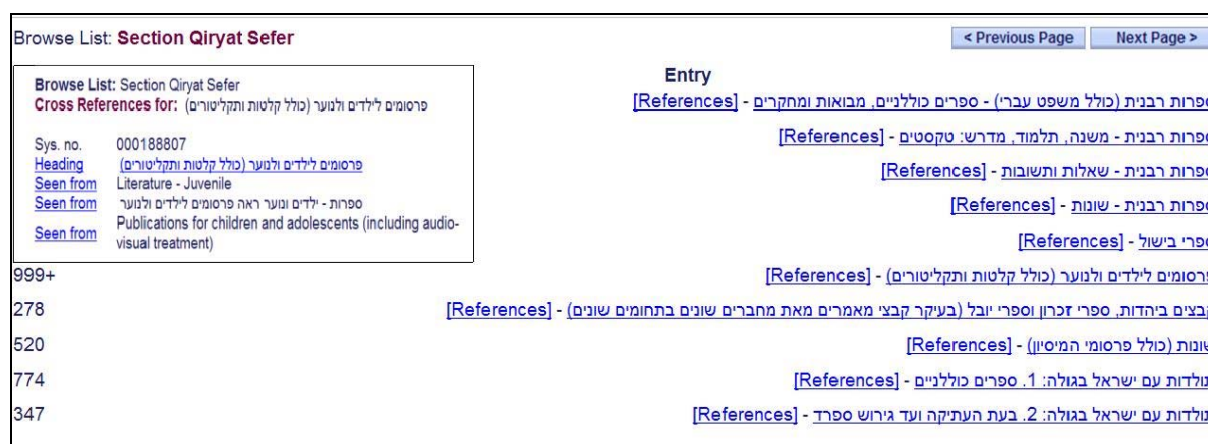 Browse List: Section Qiryat Sefer
< Previous Page
Next Page >
Browse List: Section Qiryat Sefer
Cross References for: פרסומים לילדים ולנוער (כולל קלטות ותקליטורים)
Sys. no. 000188807
Heading פרסומים לילדים ולנוער (כולל קלטות ותקליטורים)
Seen from Literature - Juvenile
Seen from ספרות - ילדים ונוער ראה פרסומים לילדים ולנוער
Seen from Publications for children and adolescents (including audio-
visual treatment)
Entry
ספרות רבנית (כולל משפט עברי) - ספרים כוללניים, מבואות ומחקרים - [References]
ספרות רבנית - משנה, תלמוד, מדרש: טקסטים - [References]
ספרות רבנית - שאלות ותשובות - [References]
ספרות רבנית - שונות - [References]
ספרי בישול - [References]
999+ פרסומים לילדים ולנוער (כולל קלטות ותקליטורים) - [References]
278 קבצים ביהדות, ספרי זכרון וספרי יובל (בעיקר קבצי מאמרים מאת מחברים שונים בתחומים שונים) - [References]
520 שונות (כולל פרסומי המיסיון) - [References]
774 תולדות עם ישראל בגולה: 1. ספרים כוללניים - [References]
347 תולדות עם ישראל בגולה: 2. בעת העתיקה ועד גירוש ספרד - [References]